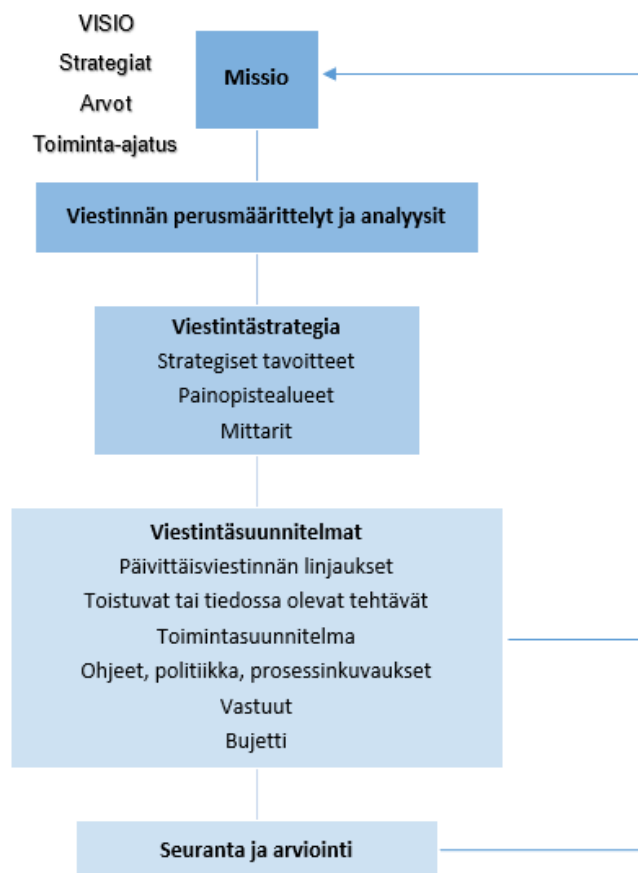 VISIO
Strategiat
Arvot
Toiminta-ajatus
Missio
Viestinnän perusmäärittelyt ja analyysit
Viestintästrategia
Strategiset tavoitteet
Painopistealueet
Mittarit
Viestintäsuunnitelmat
Päivittäisviestinnän linjaukset
Toistuvat tai tiedossa olevat tehtävät
Toimintasuunnitelma
Ohjeet, politiikka, prosessinkuvaukset
Vastuut
Bujetti
Seuranta ja arviointi